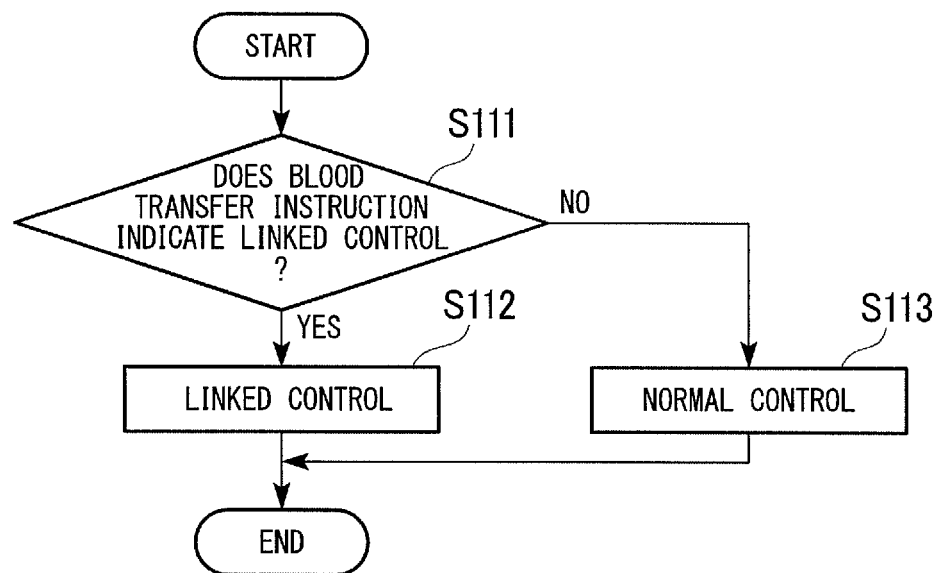 START
S111
DOES BLOOD
TRANSFER INSTRUCTION
INDICATE LINKED CONTROL
?
NO
YES
S112
S113
LINKED CONTROL
NORMAL CONTROL
END